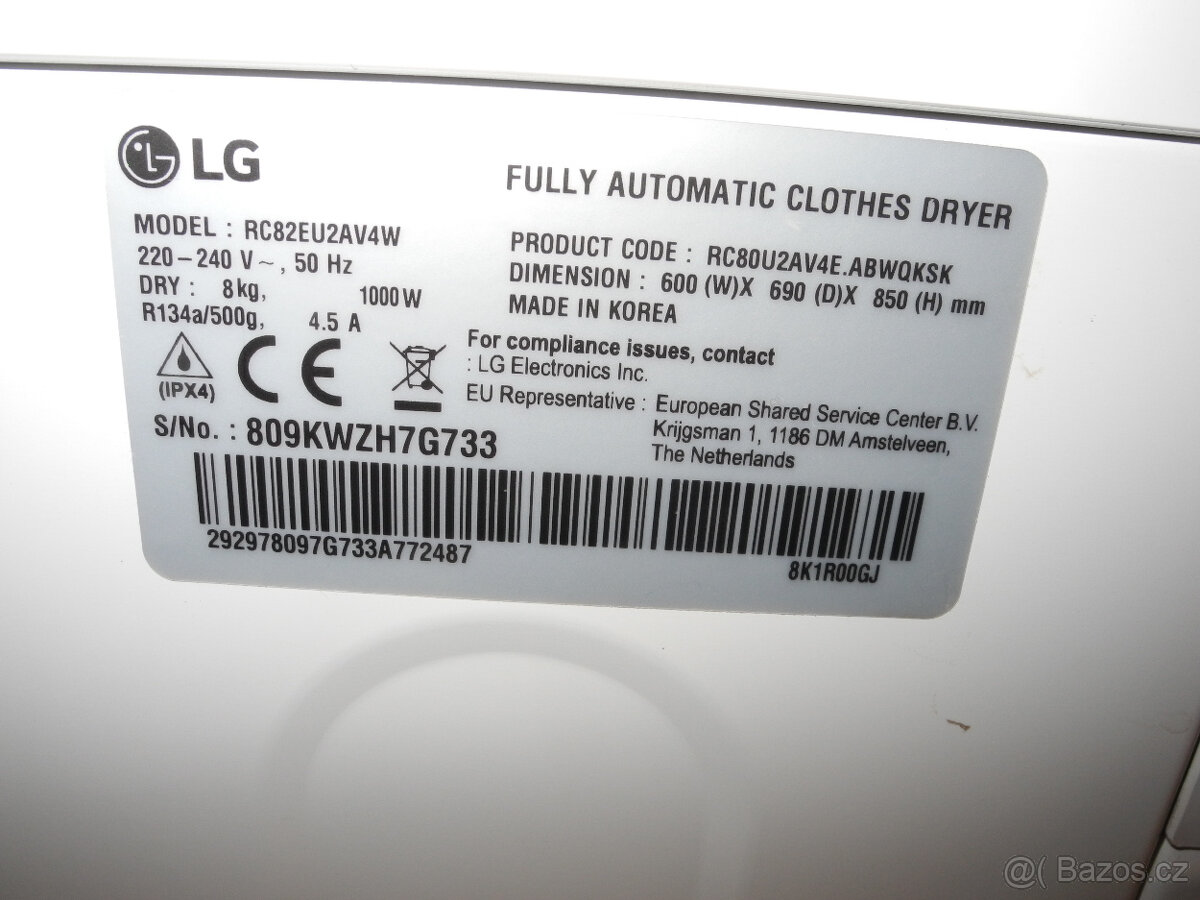 LG
FULLY AUTOMATIC CLOTHES DRYER
MODEL : RC82EU2AV4W
220-240 V~, 50 Hz
DRY : 8kg, 1000W
R134a/500g, 4.5 A
PRODUCT CODE : RC80U2AV4E.ABWQKSK
DIMENSION : 600 (W)X 690 (D)X 850 (H) mm
MADE IN KOREA
(IPX4)
CE
For compliance issues, contact
: LG Electronics Inc.
EU Representative : European Shared Service Center B.V.
Krijgsman 1, 1186 DM Amstelveen,
The Netherlands
S/No. : 809KWZH7G733
292978097G733A772487
8K1R00GJ
@( Bazos.cz